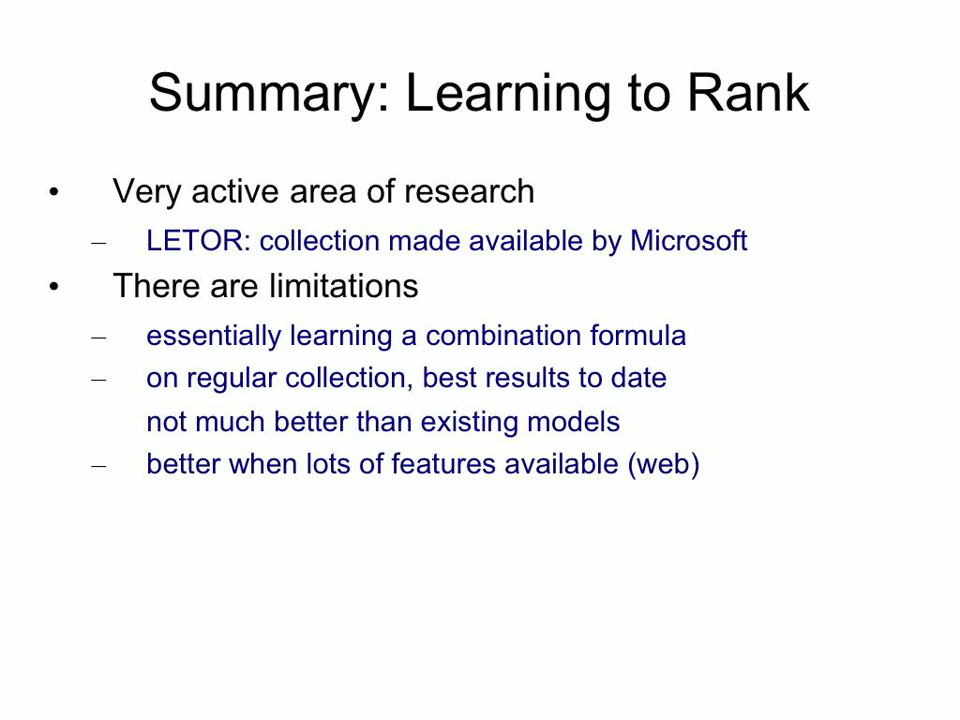 Summary: Learning to Rank
• Very active area of research
– LETOR: collection made available by Microsoft
• There are limitations
– essentially learning a combination formula
– on regular collection, best results to date
not much better than existing models
– better when lots of features available (web)